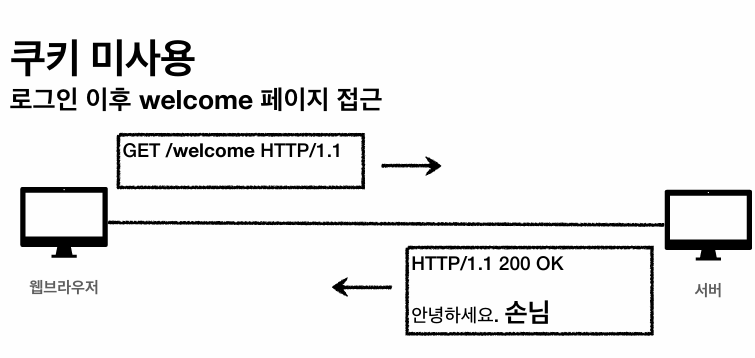 쿠키 미사용
로그인 이후 welcome 페이지 접근
GET /welcome HTTP/1.1
웹브라우저
HTTP/1.1 200 OK
안녕하세요. 손님
서버